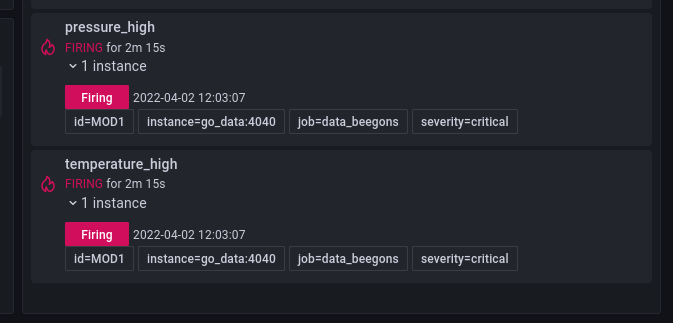 pressure_high
FIRING for 2m 15s
1 instance
Firing 2022-04-02 12:03:07
id=MOD1 instance=go_data:4040 job=data_beegons severity=critical
temperature_high
FIRING for 2m 15s
1 instance
Firing 2022-04-02 12:03:07
id=MOD1 instance=go_data:4040 job=data_beegons severity=critical